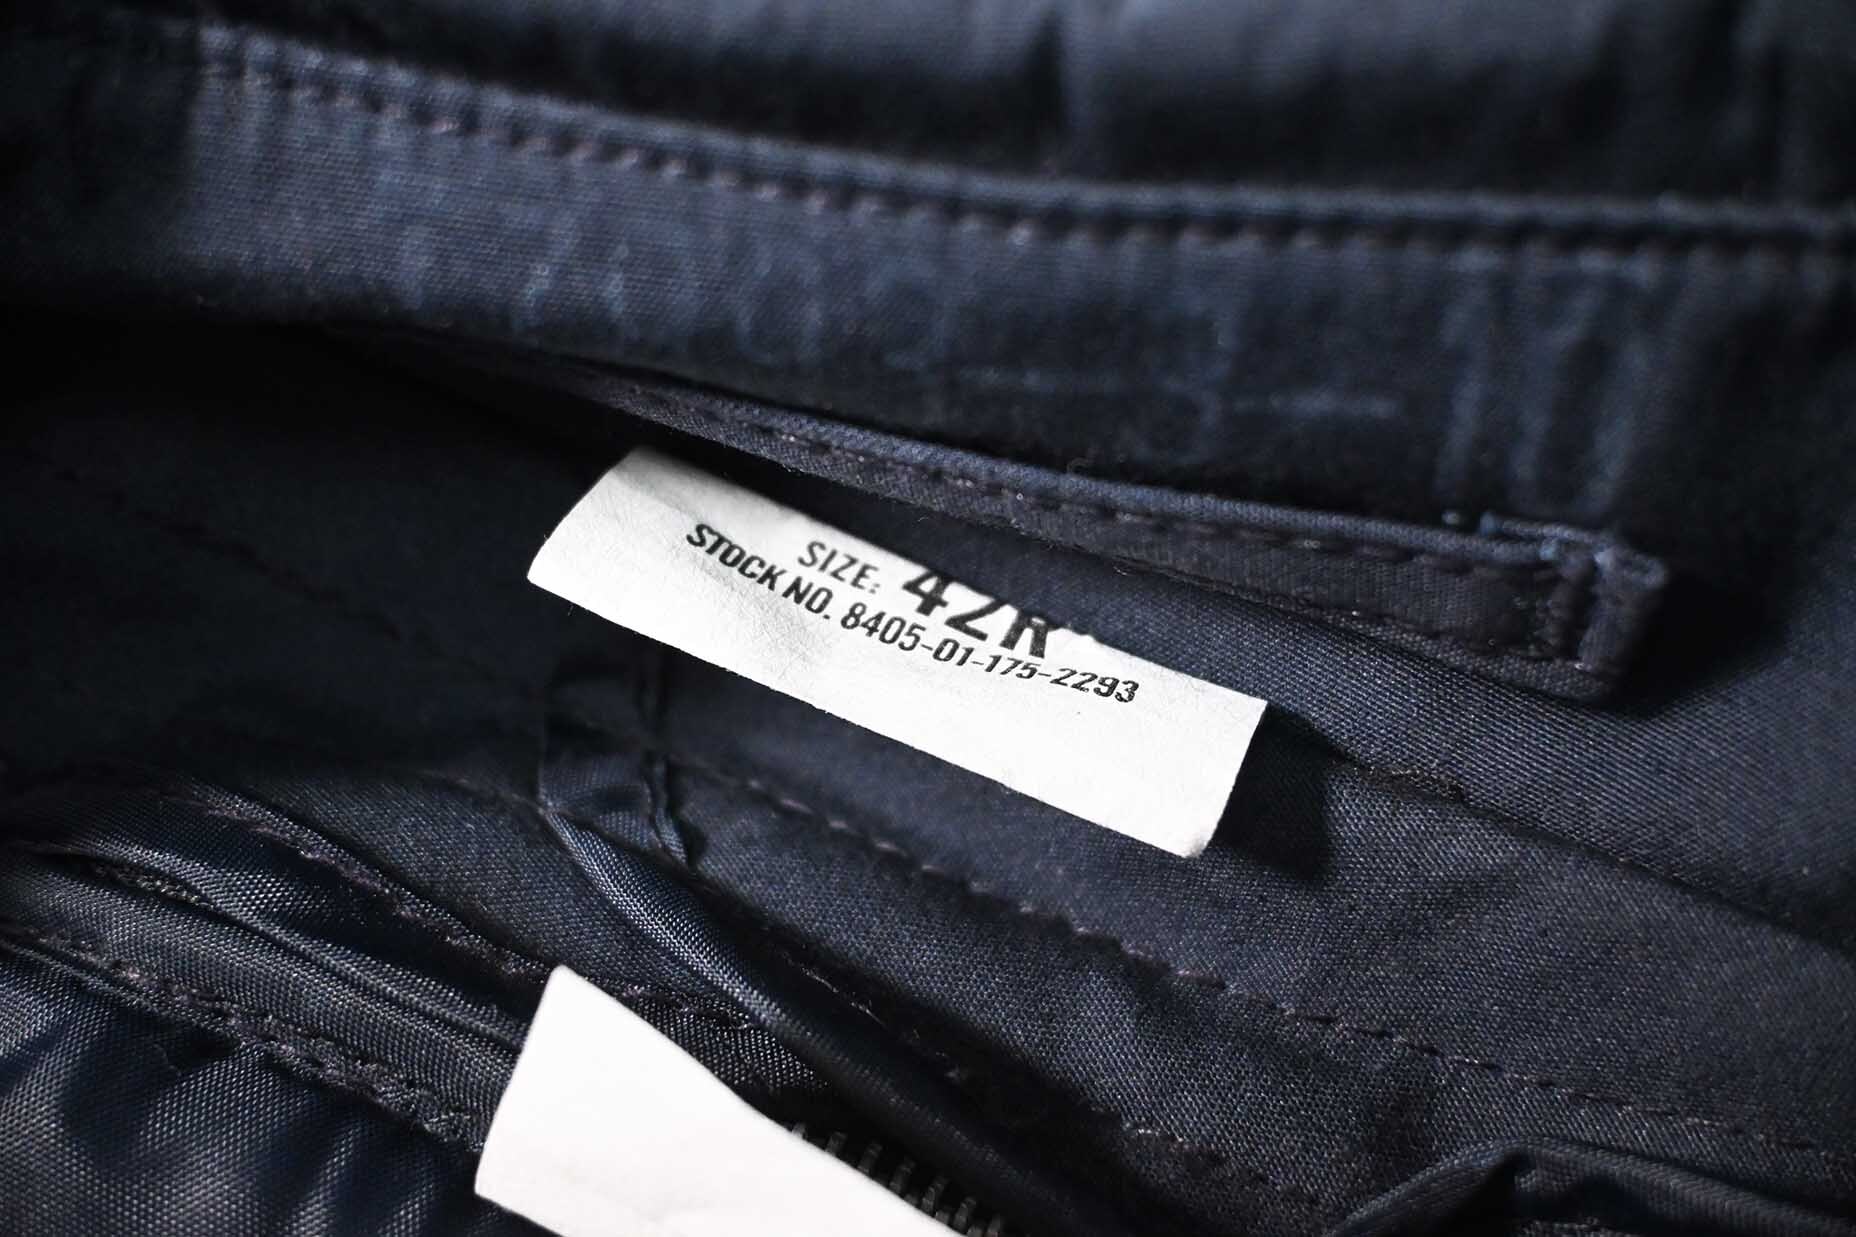 SIZE: 42R
STOCK NO. 8405-01-175-2293